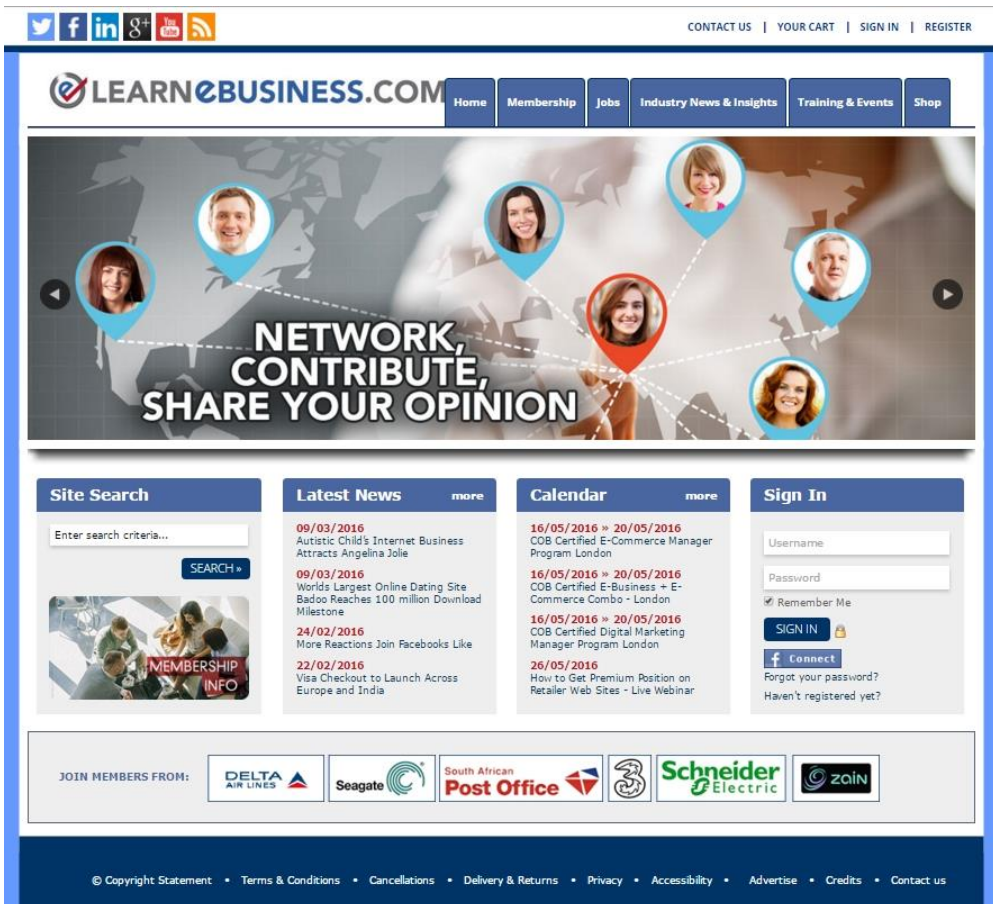 CONTACT US | YOUR CART | SIGN IN | REGISTER
LEARNeBUSINESS.COM
Home
Membership
Jobs
Industry News & Insights
Training & Events
Shop
NETWORK,
CONTRIBUTE,
SHARE YOUR OPINION
Site Search
Enter search criteria...
SEARCH »
MEMBERSHIP
INFO
Latest News more
09/03/2016
Autistic Child's Internet Business
Attracts Angelina Jolie
09/03/2016
Worlds Largest Online Dating Site
Badoo Reaches 100 million Download
Milestone
24/02/2016
More Reactions Join Facebooks Like
22/02/2016
Visa Checkout to Launch Across
Europe and India
Calendar more
16/05/2016 » 20/05/2016
COB Certified E-Commerce Manager
Program London
16/05/2016 » 20/05/2016
COB Certified E-Business + E-
Commerce Combo - London
16/05/2016 » 20/05/2016
COB Certified Digital Marketing
Manager Program London
26/05/2016
How to Get Premium Position on
Retailer Web Sites - Live Webinar
Sign In
Username
Password
Remember Me
SIGN IN
f Connect
Forgot your password?
Haven't registered yet?
JOIN MEMBERS FROM:
DELTA
AIR LINES
Seagate
South African
Post Office
3
Schneider
Electric
zain
© Copyright Statement • Terms & Conditions • Cancellations • Delivery & Returns • Privacy • Accessibility • Advertise • Credits • Contact us